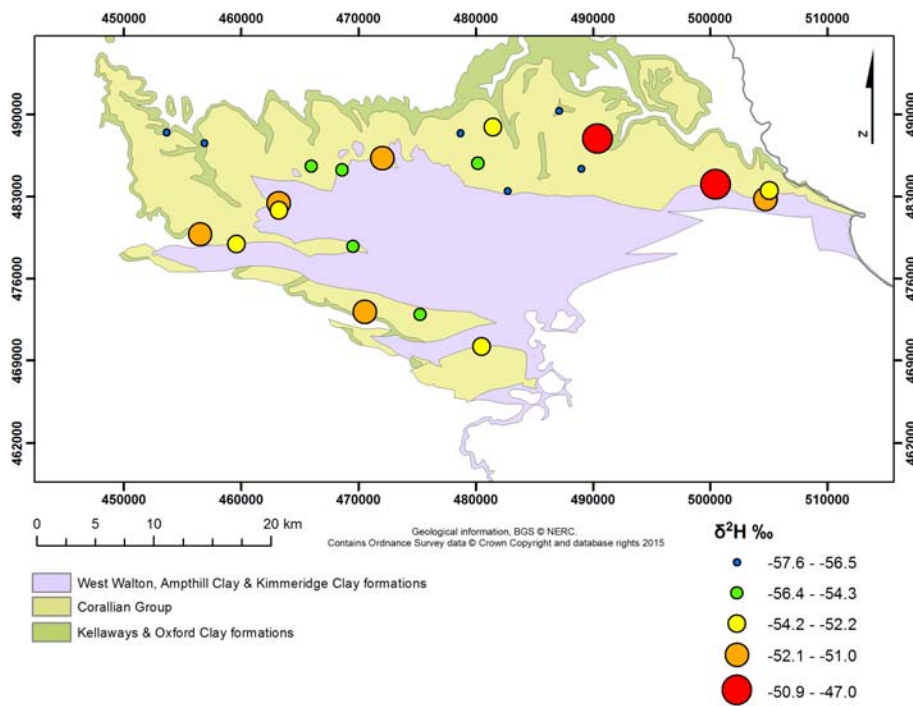 450000 460000 470000 480000 490000 500000 510000
490000 490000
483000 483000
476000 476000
469000 469000
462000 462000
N
450000 460000 470000 480000 490000 500000 510000
0 5 10 20 km
Geological information, BGS © NERC.
Contains Ordnance Survey data © Crown Copyright and database rights 2015
West Walton, Ampthill Clay & Kimmeridge Clay formations
Corallian Group
Kellaways & Oxford Clay formations
δ²H ‰
-57.6 - -56.5
-56.4 - -54.3
-54.2 - -52.2
-52.1 - -51.0
-50.9 - -47.0